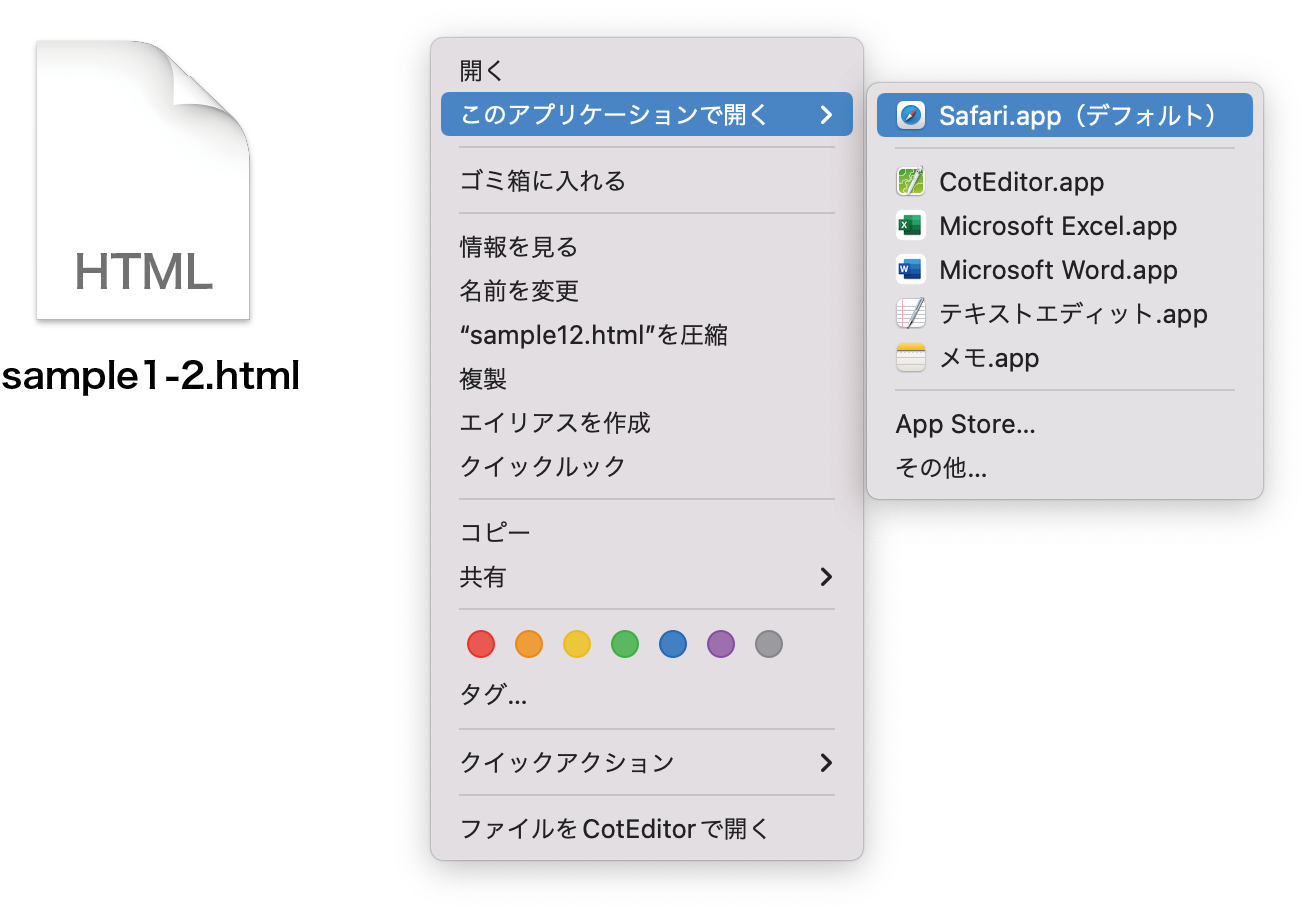 HTML
sample1-2.html
開く
このアプリケーションで開く
ゴミ箱に入れる
情報を見る
名前を変更
“sample12.html”を圧縮
複製
エイリアスを作成
クイックルック
コピー
共有
タグ...
クイックアクション
ファイルをCotEditorで開く
Safari.app（デフォルト）
CotEditor.app
Microsoft Excel.app
Microsoft Word.app
テキストエディット.app
メモ.app
App Store...
その他...